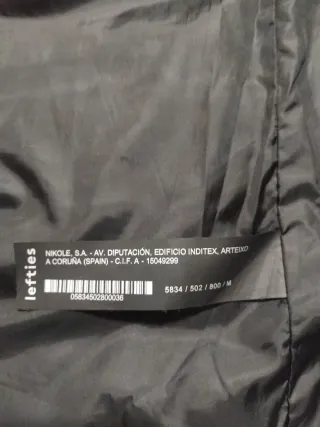 lefties
NIKOLE, S.A. - AV. DIPUTACIÓN, EDIFICIO INDITEX, ARTEIXO
A CORUÑA (SPAIN) - C.I.F. A - 15049299
05834502800036
5834 / 502 / 800 / M